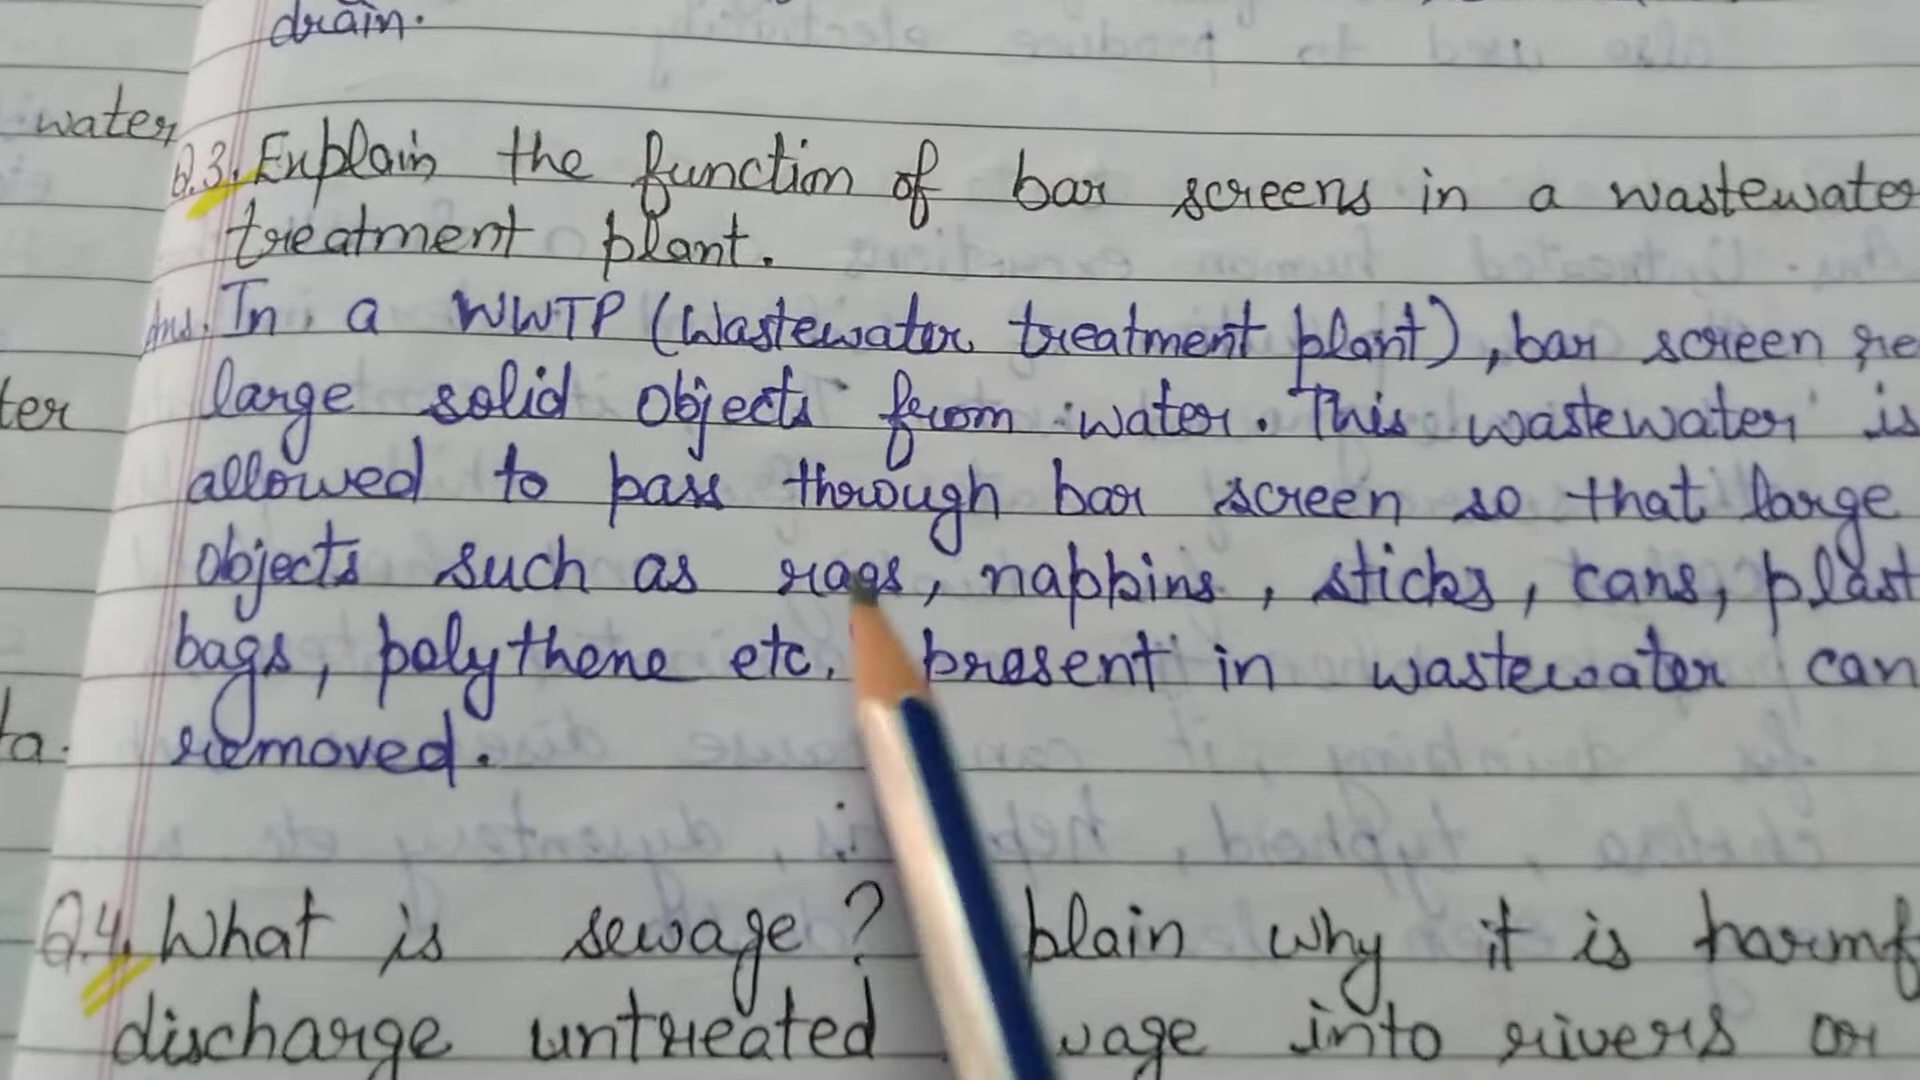 drain.
water
Q.3. Explain the function of bar screens in a wastewater
treatment plant.
Ans. In a WWTP (Wastewater treatment plant), bar screen re
ter large solid objects from water. This wastewater is
allowed to pass through bar screen so that large
objects such as rags, napkins, sticks, cans, plast
bags, polythene etc. present in wastewater can
ta. removed.
Q.4. What is sewage? plain why it is harmf
discharge untreated wage into rivers or